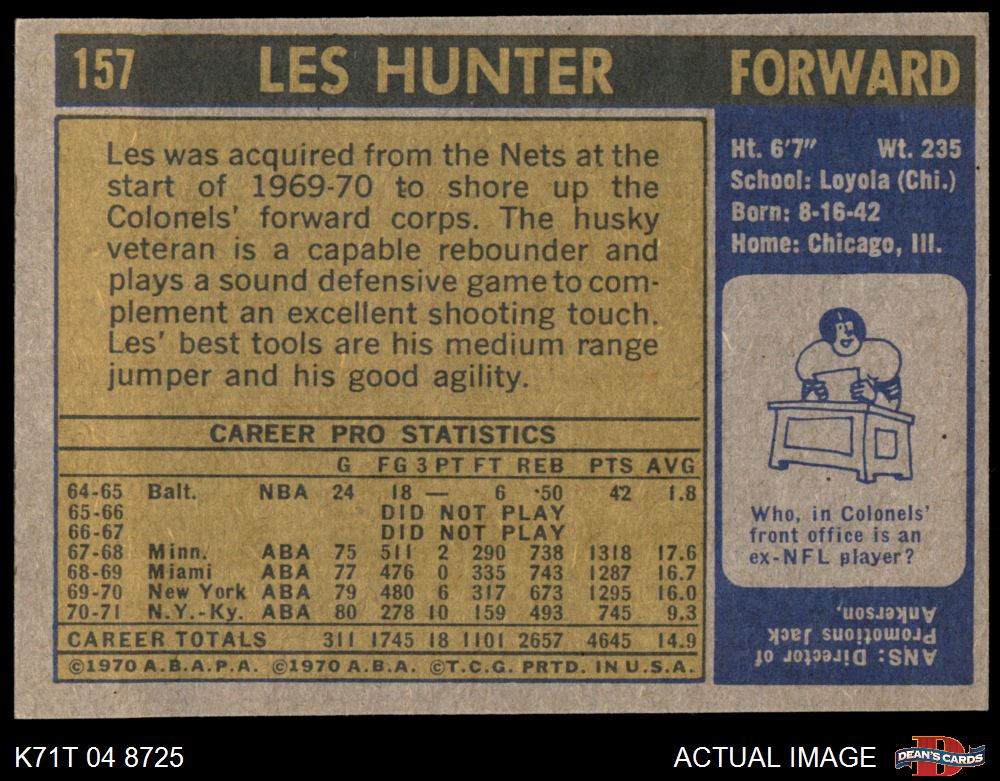 157 LES HUNTER FORWARD
Les was acquired from the Nets at the
start of 1969-70 to shore up the
Colonels' forward corps. The husky
veteran is a capable rebounder and
plays a sound defensive game to com-
plement an excellent shooting touch.
Les' best tools are his medium range
jumper and his good agility.
Ht. 6'7" Wt. 235
School: Loyola (Chi.)
Born: 8-16-42
Home: Chicago, Ill.
CAREER PRO STATISTICS
G FG 3 PT FT REB PTS AVG
64-65 Balt. NBA 24 18 — 6 50 42 1.8
65-66 DID NOT PLAY
66-67 DID NOT PLAY
67-68 Minn. ABA 75 511 2 290 738 1318 17.6
68-69 Miami ABA 77 476 0 335 743 1287 16.7
69-70 New York ABA 79 480 6 317 673 1295 16.0
70-71 N.Y.-Ky. ABA 80 278 10 159 493 745 9.3
CAREER TOTALS 311 1745 18 1101 2657 4645 14.9
©1970 A.B.A.P.A. ©1970 A.B.A. ©T.C.G. PRTD. IN U.S.A.
Who, in Colonels'
front office is an
ex-NFL player?
ANS: Director of
Promotions Jack
Ankerson.
K71T 04 8725
ACTUAL IMAGE
D
DEAN'S CARDS